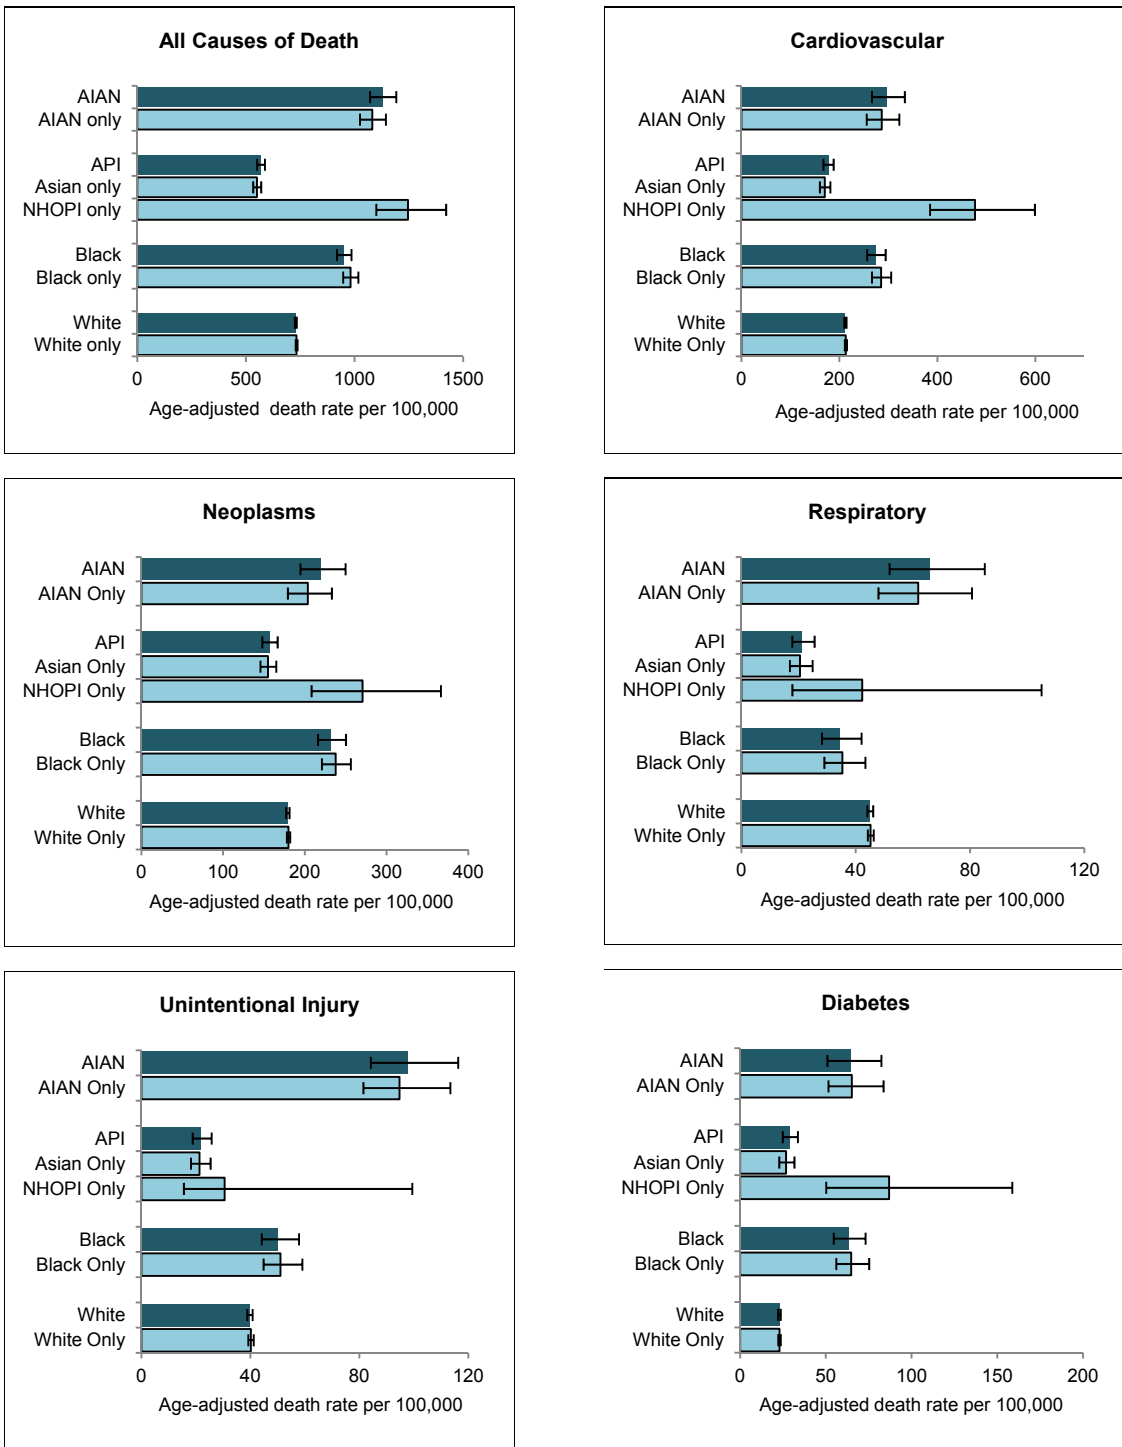 All Causes of Death
AIAN
AIAN only
API
Asian only
NHOPI only
Black
Black only
White
White only
0 500 1000 1500
Age-adjusted death rate per 100,000
Cardiovascular
AIAN
AIAN Only
API
Asian Only
NHOPI Only
Black
Black Only
White
White Only
0 200 400 600
Age-adjusted death rate per 100,000
Neoplasms
AIAN
AIAN Only
API
Asian Only
NHOPI Only
Black
Black Only
White
White Only
0 100 200 300 400
Age-adjusted death rate per 100,000
Respiratory
AIAN
AIAN Only
API
Asian Only
NHOPI Only
Black
Black Only
White
White Only
0 40 80 120
Age-adjusted death rate per 100,000
Unintentional Injury
AIAN
AIAN Only
API
Asian Only
NHOPI Only
Black
Black Only
White
White Only
0 40 80 120
Age-adjusted death rate per 100,000
Diabetes
AIAN
AIAN Only
API
Asian Only
NHOPI Only
Black
Black Only
White
White Only
0 50 100 150 200
Age-adjusted death rate per 100,000